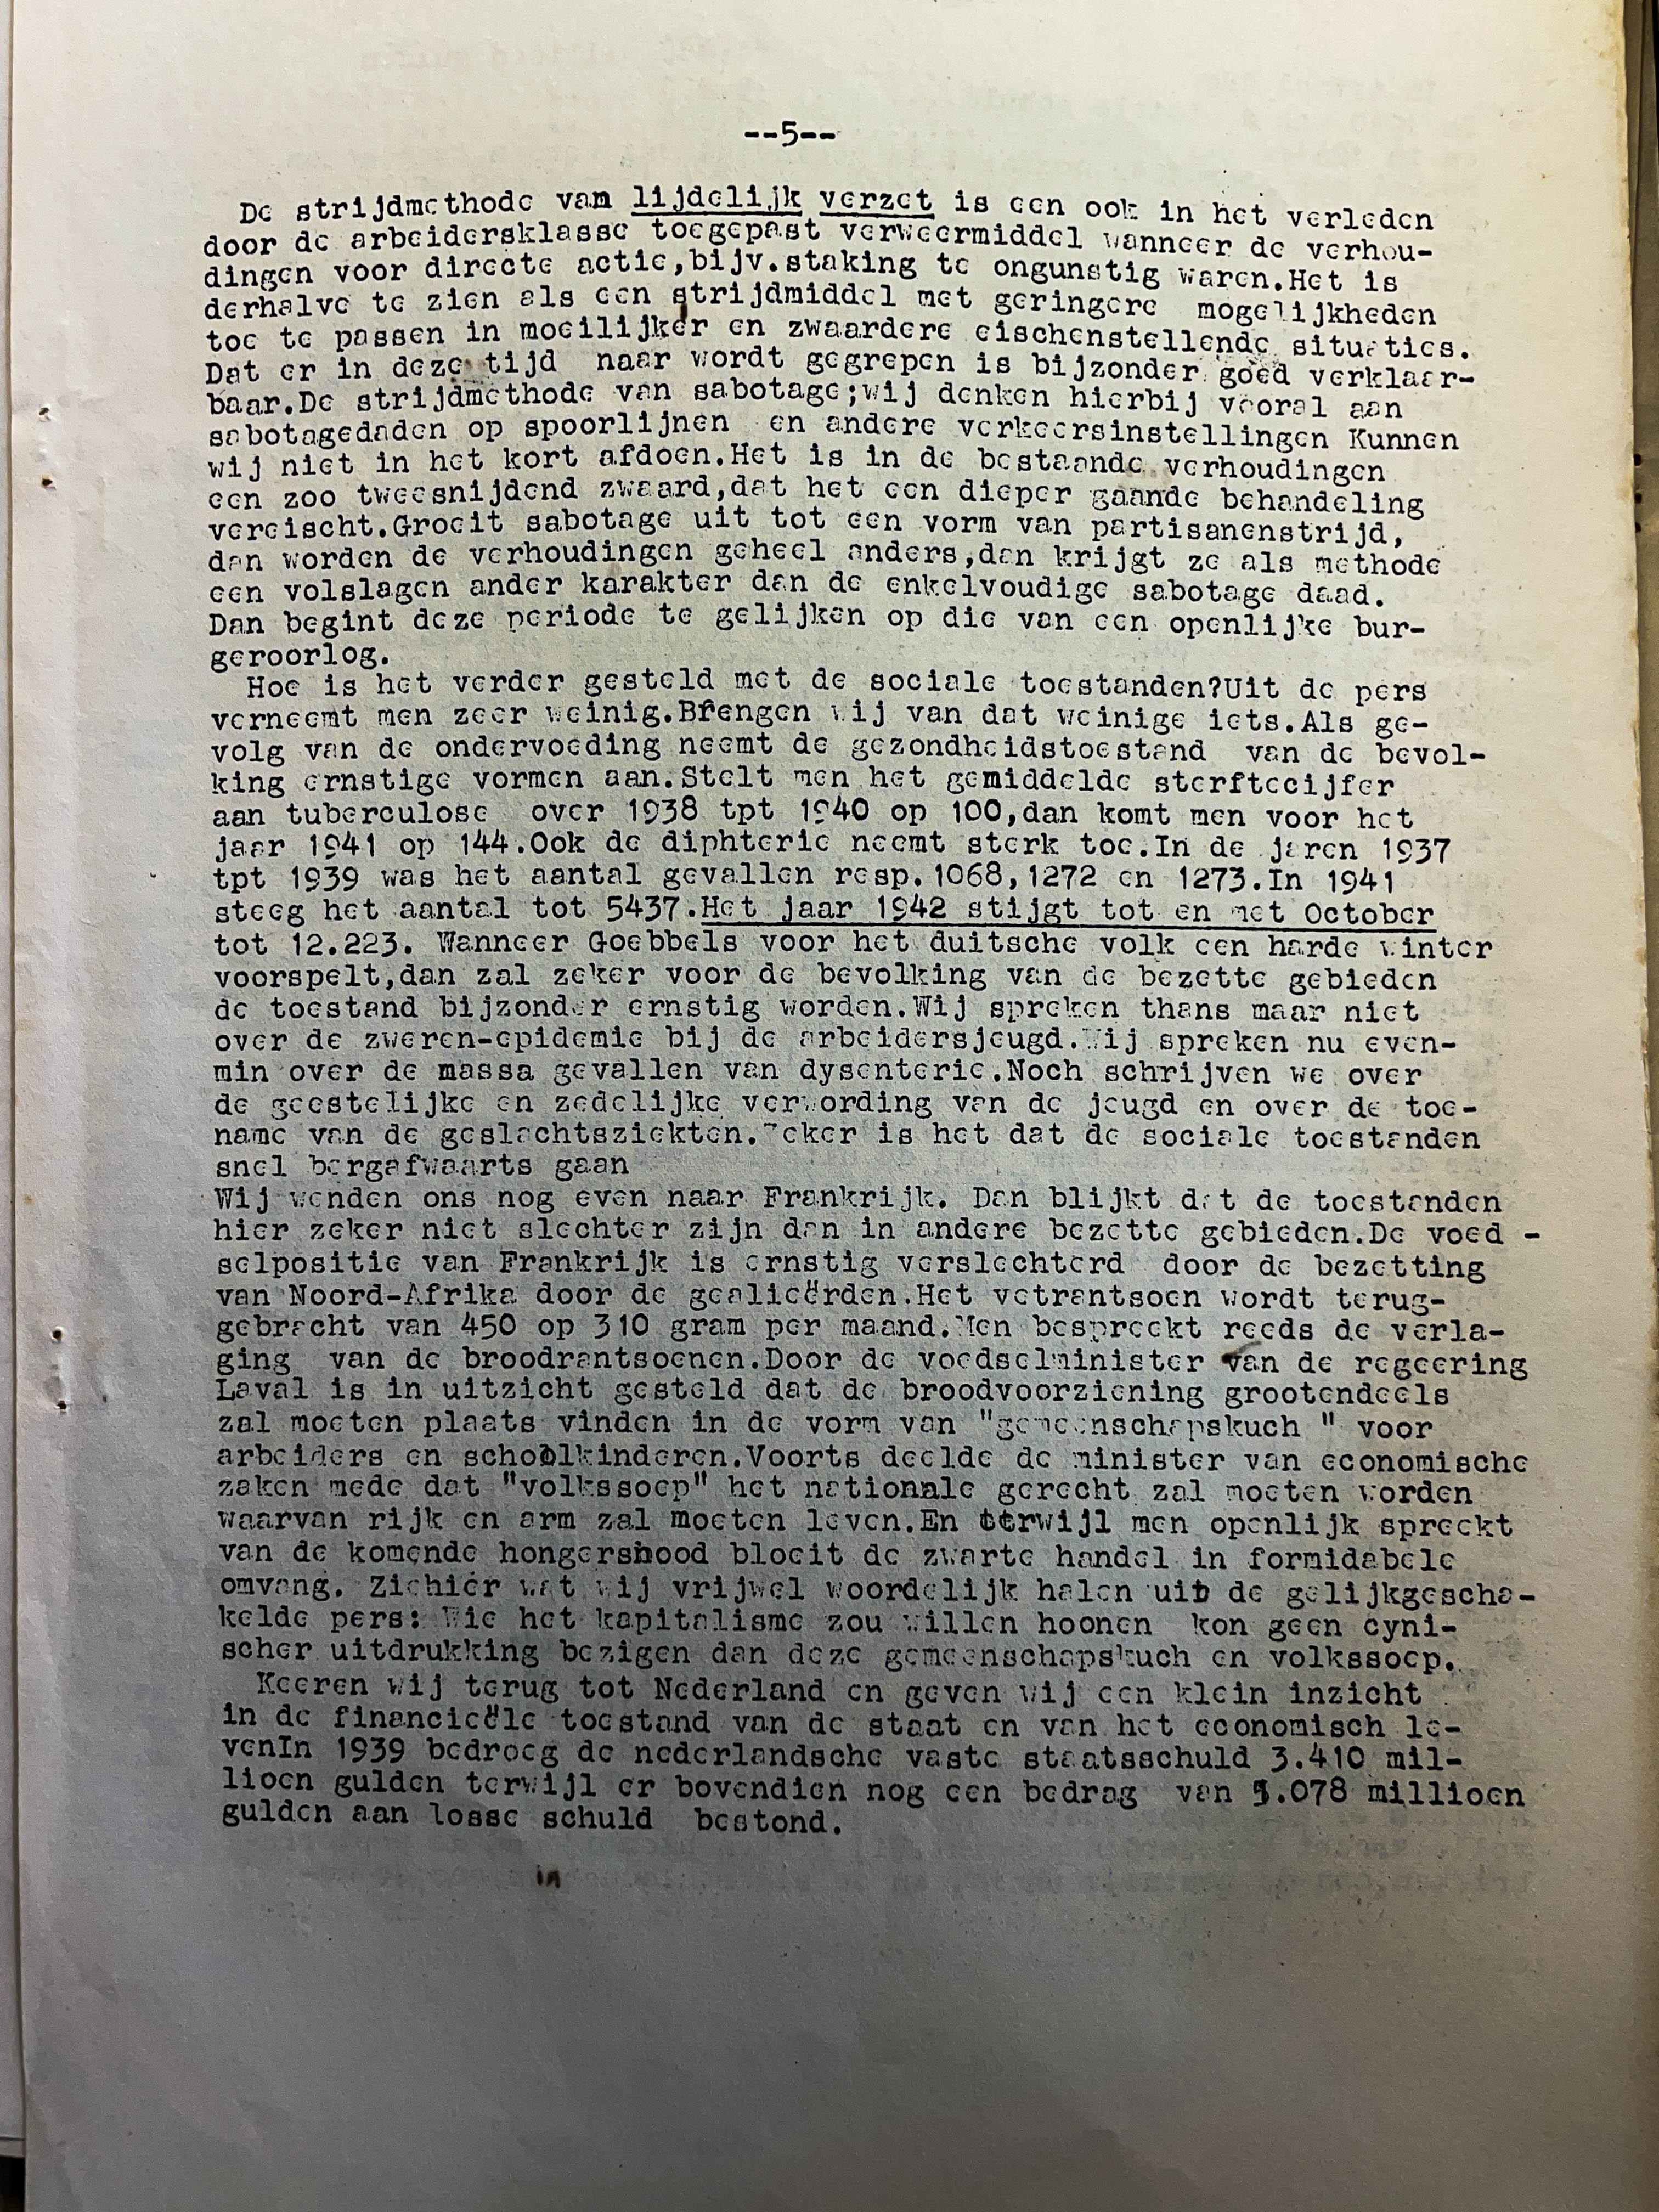 --5--
De strijdmethode van lijdelijk verzet is een ook in het verleden
door de arbeidersklasse toegepast verweermiddel wanneer de verhou-
dingen voor directe actie,bijv.staking te ongunstig waren.Het is
derhalve te zien als een strijdmiddel met geringere mogelijkheden
toe te passen in moeilijker en zwaardere eischenstellende situaties.
Dat er in deze tijd naar wordt gegrepen is bijzonder goed verklaar-
baar.De strijdmethode van sabotage;wij denken hierbij vooral aan
sabotagedaden op spoorlijnen en andere verkeersinstellingen Kunnen
wij niet in het kort afdoen.Het is in de bestaande verhoudingen
een zoo tweesnijdend zwaard,dat het een dieper gaande behandeling
vereischt.Groeit sabotage uit tot een vorm van partisanenstrijd,
dan worden de verhoudingen geheel anders,dan krijgt ze als methode
een volslagen ander karakter dan de enkelvoudige sabotage daad.
Dan begint deze periode te gelijken op die van een openlijke bur-
geroorlog.
Hoe is het verder gesteld met de sociale toestanden?Uit de pers
verneemt men zeer weinig.Brengen wij van dat weinige iets.Als ge-
volg van de ondervoeding neemt de gezondheidstoestand van de bevol-
king ernstige vormen aan.Stelt men het gemiddelde sterftecijfer
aan tuberculose over 1938 tpt 1940 op 100,dan komt men voor het
jaar 1941 op 144.Ook de diphterie neemt sterk toe.In de jaren 1937
tpt 1939 was het aantal gevallen resp.1068,1272 en 1273.In 1941
steeg het aantal tot 5437.Het jaar 1942 stijgt tot en met October
tot 12.223. Wanneer Goebbels voor het duitsche volk een harde winter
voorspelt,dan zal zeker voor de bevolking van de bezette gebieden
de toestand bijzonder ernstig worden.Wij spreken thans maar niet
over de zweren-epidemie bij de arbeidersjeugd.Wij spreken nu even-
min over de massa gevallen van dysenterie.Noch schrijven we over
de geestelijke en zedelijke verwording van de jeugd en over de toe-
name van de geslachtsziekten.Zeker is het dat de sociale toestanden
snel bergafwaarts gaan
Wij wenden ons nog even naar Frankrijk. Dan blijkt dat de toestanden
hier zeker niet slechter zijn dan in andere bezette gebieden.De voed -
selpositie van Frankrijk is ernstig verslechterd door de bezetting
van Noord-Afrika door de gealieërden.Het vetrantsoen wordt terug-
gebracht van 450 op 310 gram per maand.Men bespreekt reeds de verla-
ging van de broodrantsoenen.Door de voedselminister van de regeering
Laval is in uitzicht gesteld dat de broodvoorziening grootendeels
zal moeten plaats vinden in de vorm van "gemeenschapskuch " voor
arbeiders en schoolkinderen.Voorts deelde de minister van economische
zaken mede dat "volkssoep" het nationale gerecht zal moeten worden
waarvan rijk en arm zal moeten leven.En terwijl men openlijk spreekt
van de komende hongersnood bloeit de zwarte handel in formidabele
omvang. Ziehier wat wij vrijwel woordelijk halen uit de gelijkgescha-
kelde pers: Wie het kapitalisme zou willen hoonen kon geen cyni-
scher uitdrukking bezigen dan deze gemeenschapskuch en volkssoep.
Keeren wij terug tot Nederland en geven wij een klein inzicht
in de financieële toestand van de staat en van het economisch le-
venIn 1939 bedroeg de nederlandsche vaste staatsschuld 3.410 mil-
lioen gulden terwijl er bovendien nog een bedrag van .078 millioen
gulden aan losse schuld bestond.